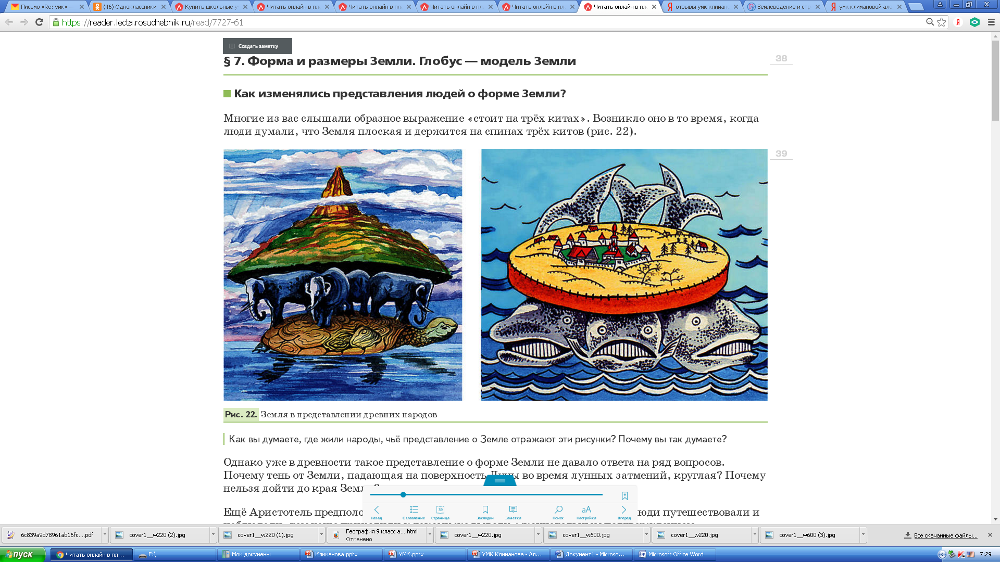 Письмо «Re: умк» —
(46) Одноклассники
Купить школьные у
Читать онлайн в пл
Читать онлайн в пл
Читать онлайн в пл
Читать онлайн в пл
Читать онлайн в пл
отзывы умк климан
Землеведение и стр
умк климановой але
https://reader.lecta.rosuchebnik.ru/read/7727-61
Создать заметку
§ 7. Форма и размеры Земли. Глобус — модель Земли
38
Как изменялись представления людей о форме Земли?
Многие из вас слышали образное выражение «стоит на трёх китах». Возникло оно в то время, когда
люди думали, что Земля плоская и держится на спинах трёх китов (рис. 22).
39
Рис. 22. Земля в представлении древних народов
Как вы думаете, где жили народы, чьё представление о Земле отражают эти рисунки? Почему вы так думаете?
Однако уже в древности такое представление о форме Земли не давало ответа на ряд вопросов.
Почему тень от Земли, падающая на поверхность Луны во время лунных затмений, круглая? Почему
нельзя дойти до края Земли?
Ещё Аристотель предполо
юди путешествовали и
39
Назад
Оглавление
Страница
Закладки
Заметки
Поиск
аА
Настройки
Вперед
6c839a9d78961ab16fc....pdf
cover1__w220 (2).jpg
cover1__w220 (1).jpg
География 9 класс а....html
Отменено
cover1__w220.jpg
cover1__w600.jpg
cover1__w220.jpg
cover1__w600 (3).jpg
Все скачанные файлы...
пуск
Читать онлайн в пл...
F:\
Мои докумены
Климанова.pptx
УМК.pptx
УМК Климанова - Ал...
Документ1 - Microso...
Microsoft Office Word
7:29